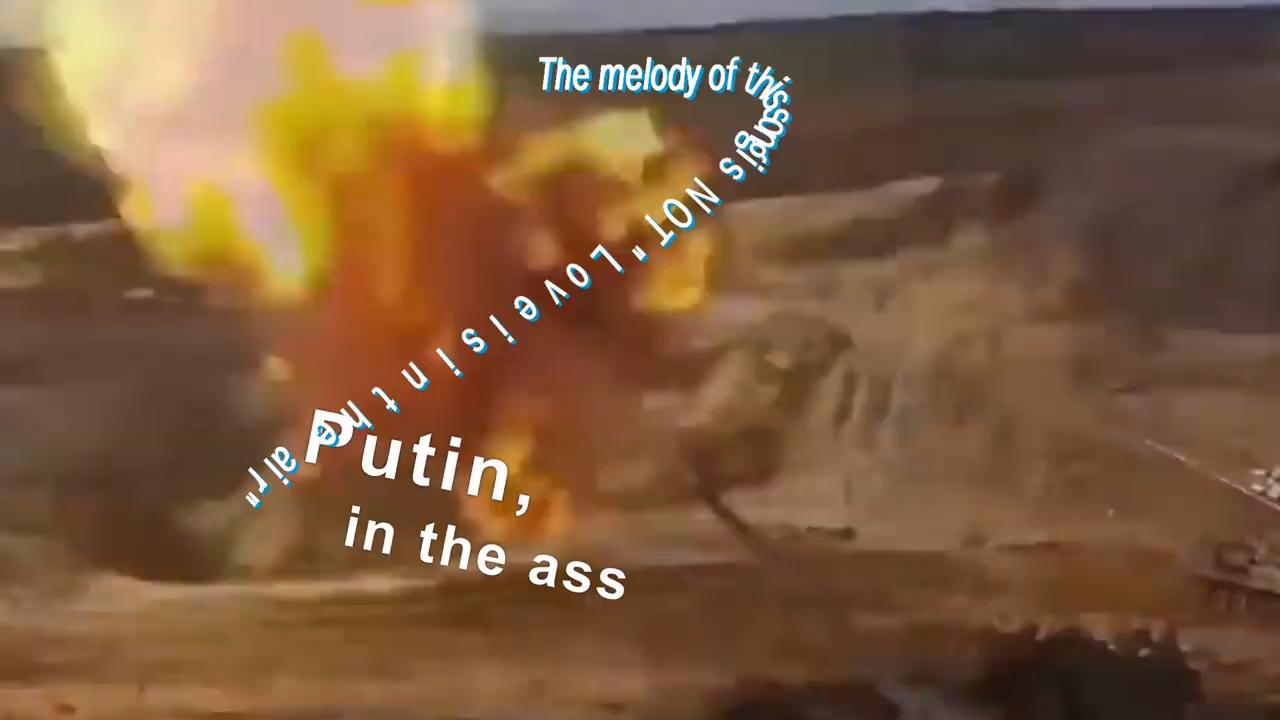 The melody of this song is NOT "Love is in the air"
Putin,
in the ass